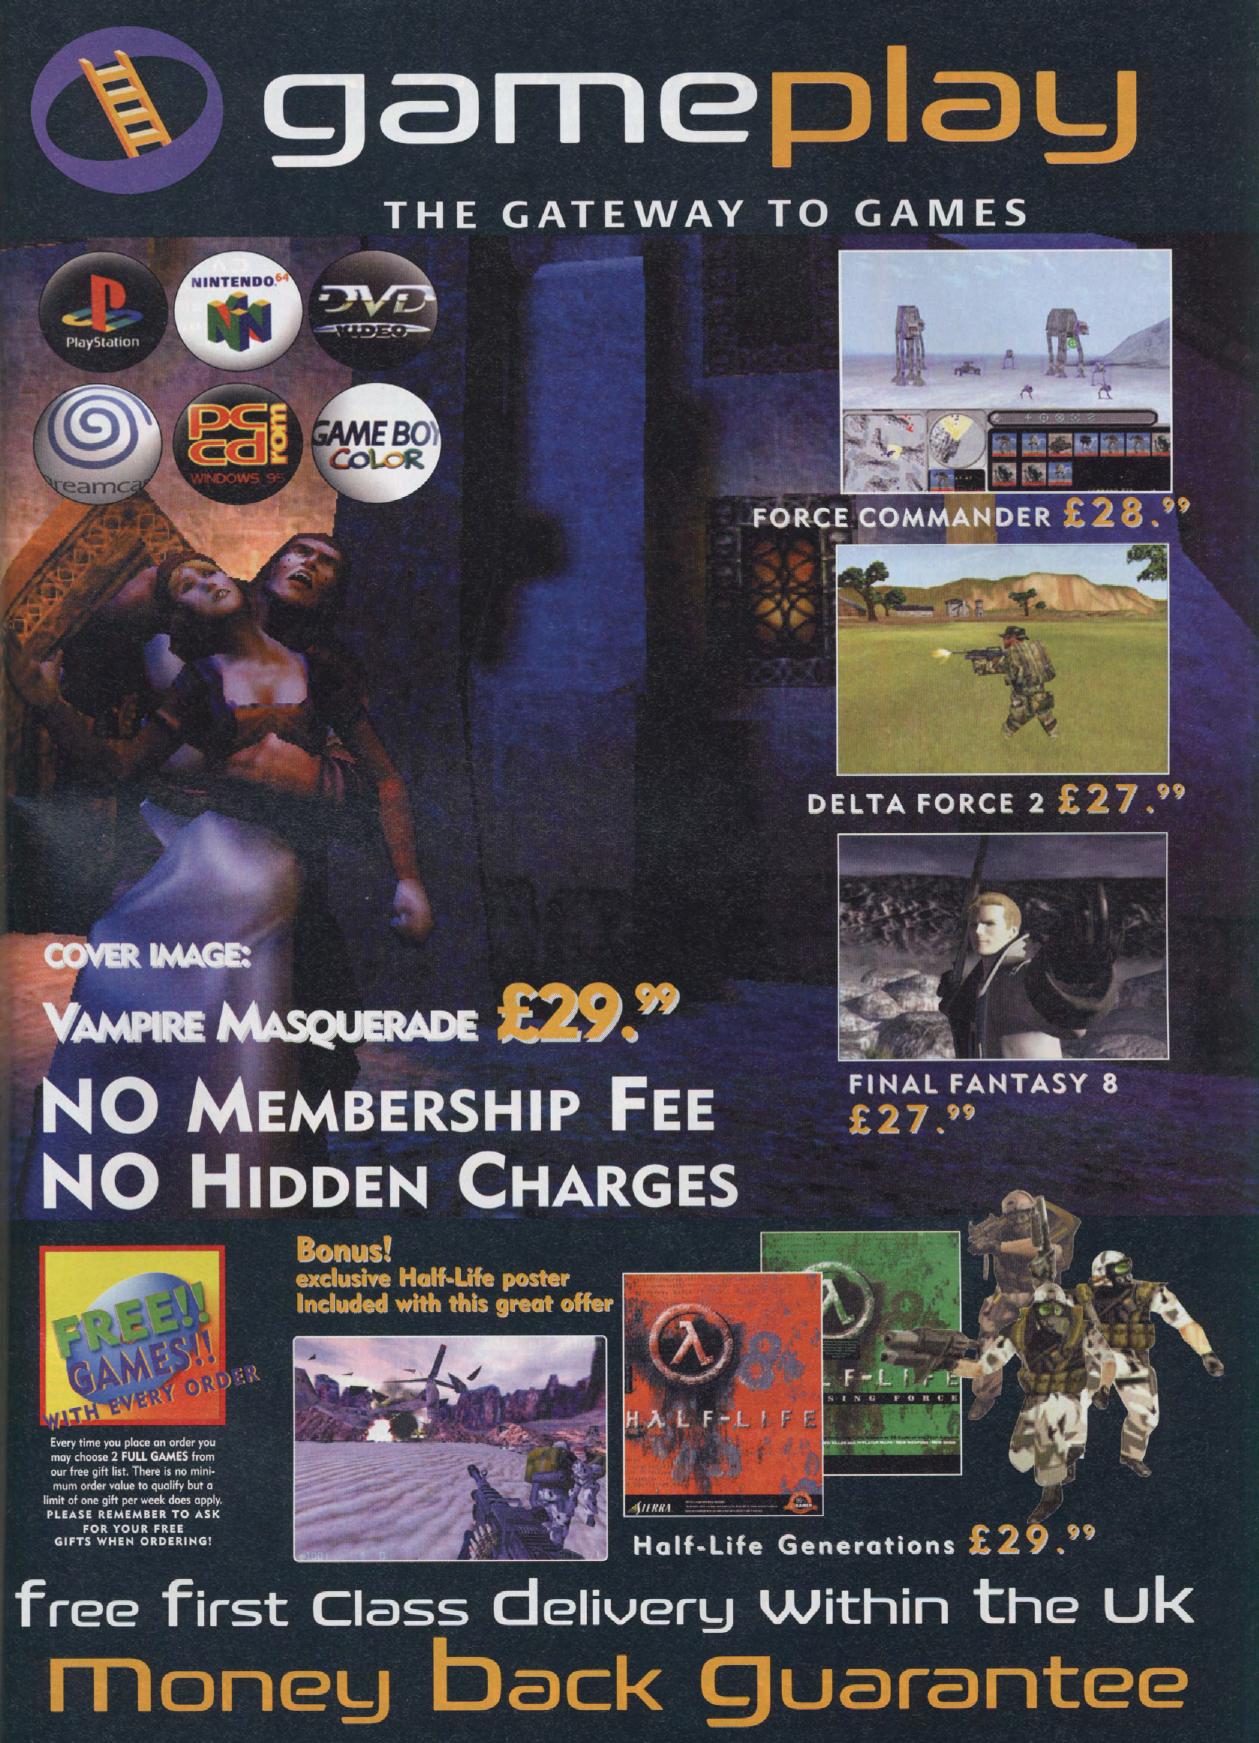 gameplay
THE GATEWAY TO GAMES
PlayStation
NINTENDO.64
DVD
VIDEO
reamca
PC
cd rom
WINDOWS 95
GAME BOY
COLOR
FORCE COMMANDER £28.99
DELTA FORCE 2 £27.99
FINAL FANTASY 8
£27.99
COVER IMAGE:
VAMPIRE MASQUERADE £29.99
NO MEMBERSHIP FEE
NO HIDDEN CHARGES
FREE!!
GAMES!!
WITH EVERY ORDER
Every time you place an order you
may choose 2 FULL GAMES from
our free gift list. There is no mini-
mum order value to qualify but a
limit of one gift per week does apply.
PLEASE REMEMBER TO ASK
FOR YOUR FREE
GIFTS WHEN ORDERING!
Bonus!
exclusive Half-Life poster
Included with this great offer
HALF-LIFE
SIERRA
LF-LIFE
SING FORCE
Half-Life Generations £29.99
free first Class delivery Within the uk
money back guarantee